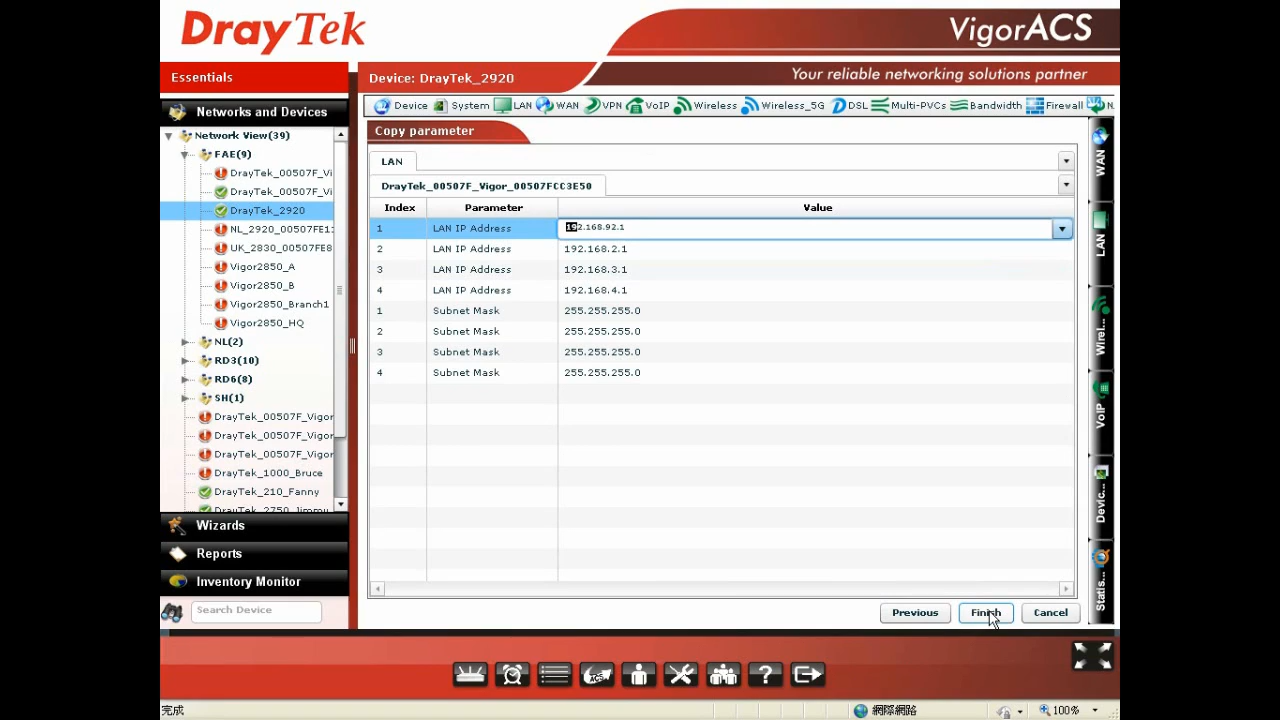 DrayTek
VigorACS
Essentials
Device: DrayTek_2920
Your reliable networking solutions partner
Networks and Devices
Device System LAN WAN VPN VoIP Wireless Wireless_5G DSL Multi-PVCs Bandwidth Firewall N
Network View(39)
FAE(9)
DrayTek_00507F_Vi
DrayTek_00507F_Vi
DrayTek_2920
NL_2920_00507FE1
UK_2830_00507FE8
Vigor2850_A
Vigor2850_B
Vigor2850_Branch1
Vigor2850_HQ
NL(2)
RD3(10)
RD6(8)
SH(1)
DrayTek_00507F_Vigor
DrayTek_00507F_Vigor
DrayTek_00507F_Vigor
DrayTek_1000_Bruce
DrayTek_210_Fanny
DrayTek_2750_Jimmy
Wizards
Reports
Inventory Monitor
Search Device
Copy parameter
LAN
DrayTek_00507F_Vigor_00507FCC3E50
Index Parameter Value
1 LAN IP Address 192.168.92.1
2 LAN IP Address 192.168.2.1
3 LAN IP Address 192.168.3.1
4 LAN IP Address 192.168.4.1
1 Subnet Mask 255.255.255.0
2 Subnet Mask 255.255.255.0
3 Subnet Mask 255.255.255.0
4 Subnet Mask 255.255.255.0
Previous Finish Cancel
WAN
LAN
Wirel...
VoIP
Devic...
Statis...
ACS
?
完成
網際網路
100%